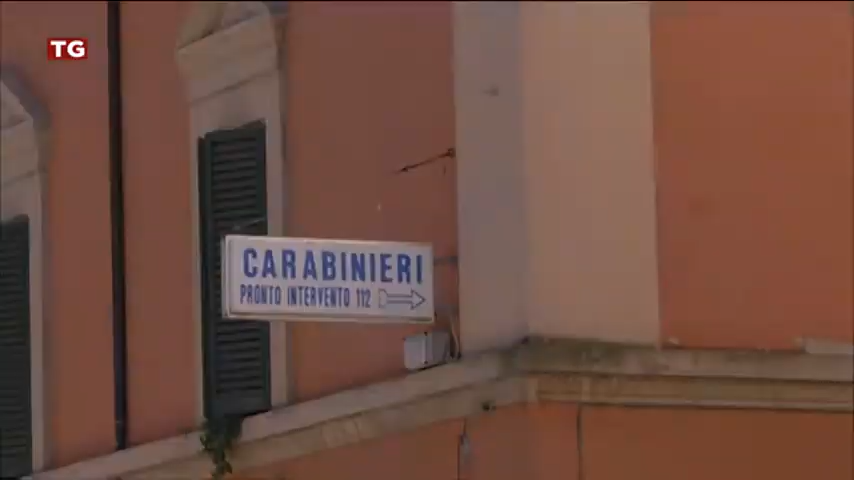 TG
CARABINIERI
PRONTO INTERVENTO 112